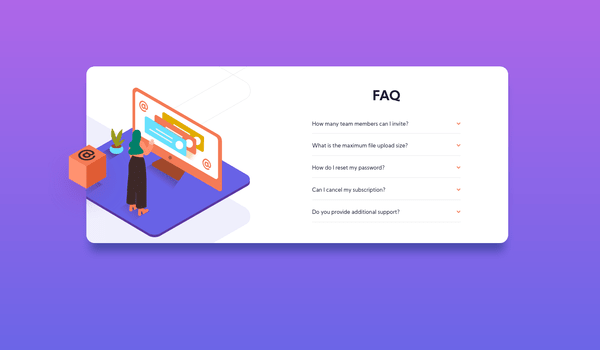 FAQ
How many team members can I invite?
What is the maximum file upload size?
How do I reset my password?
Can I cancel my subscription?
Do you provide additional support?
@
@
@